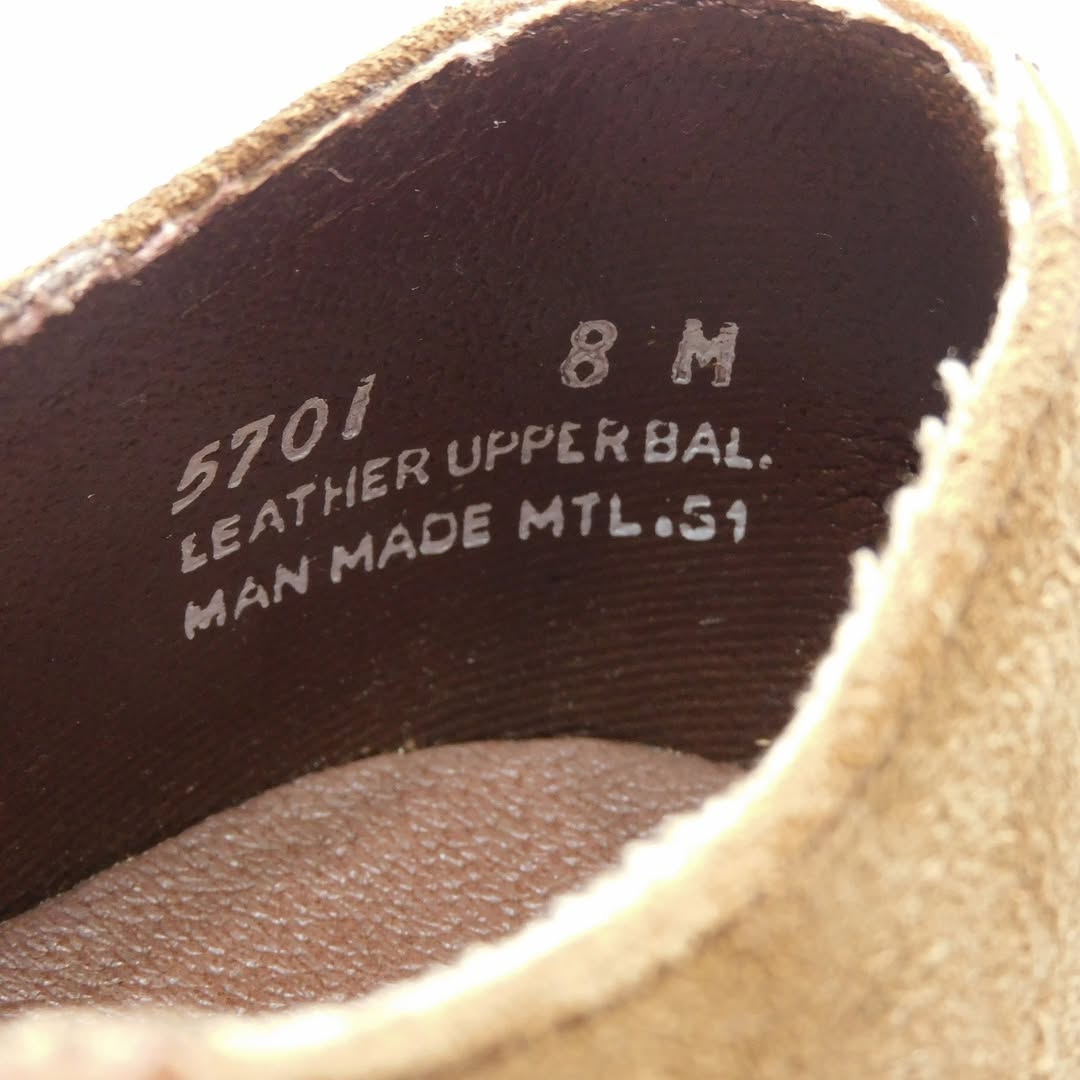 5701 8 M
LEATHER UPPER BAL.
MAN MADE MTL.S1